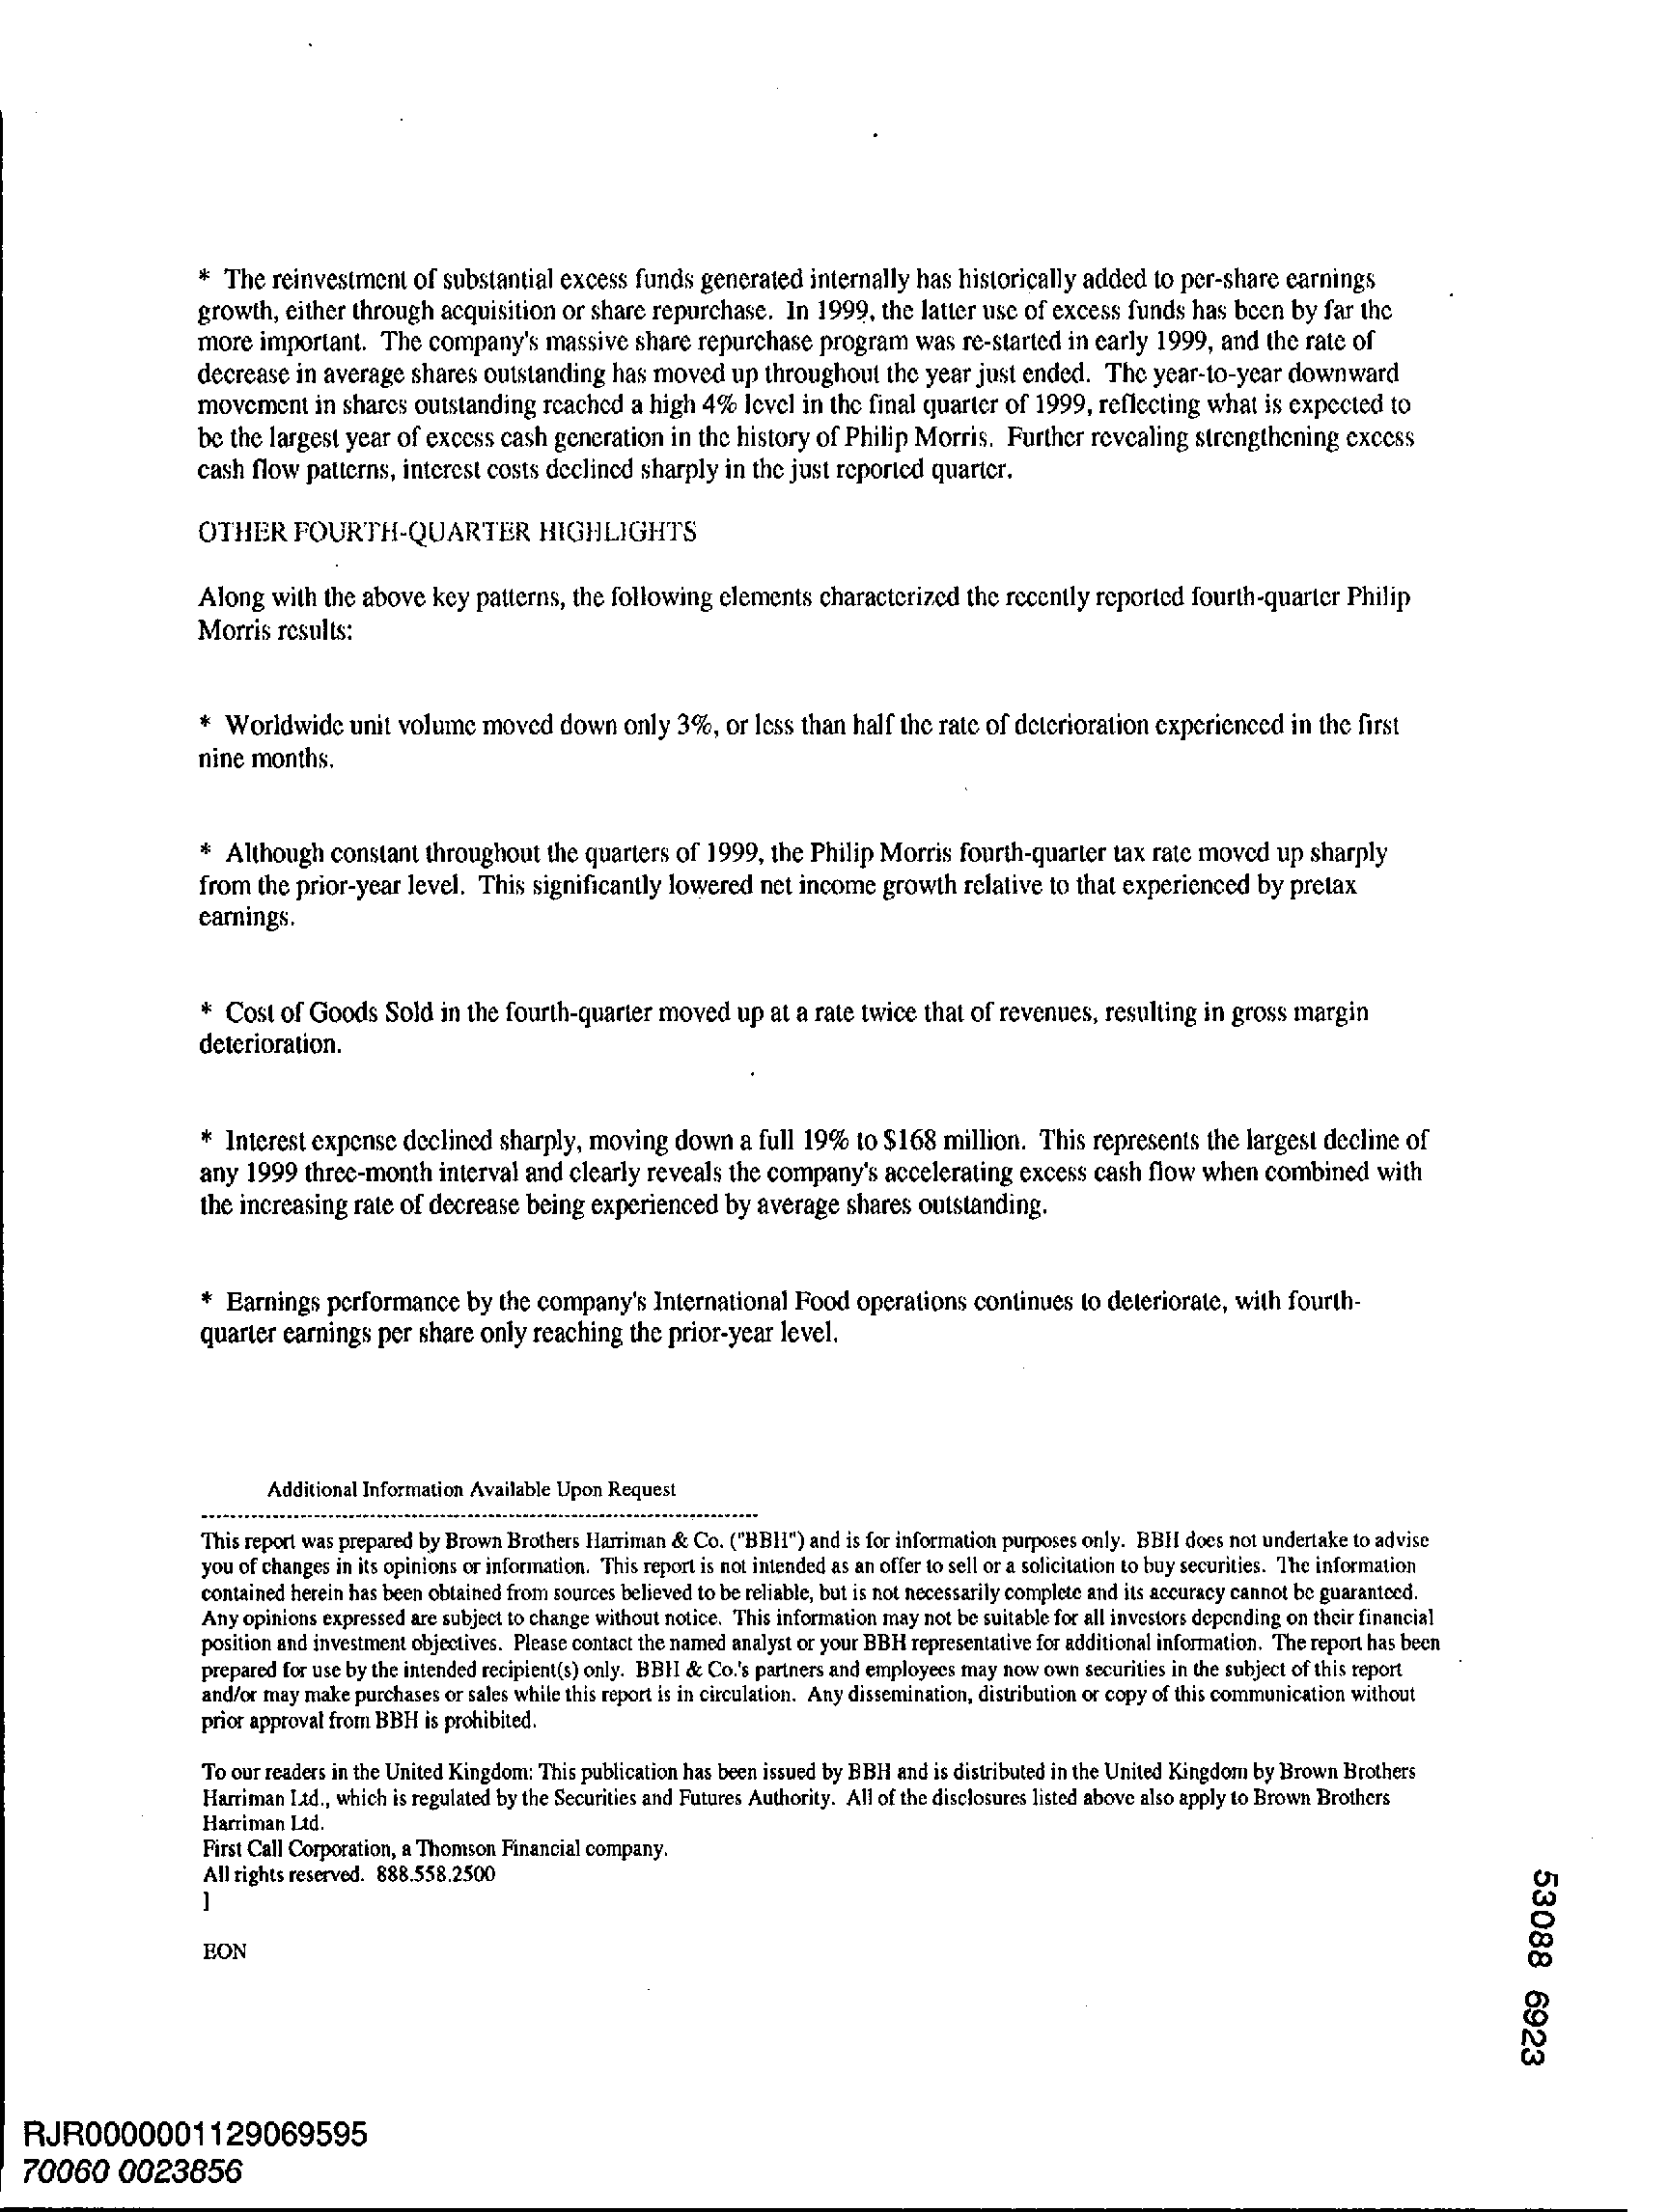 * The reinvestment of substantial excess funds generated internally has historically added to per-share earnings
growth, either through acquisition or share repurchase. In 1999, the latter use of excess funds has been by far the
more important. The company's massive share repurchase program was re-started in early 1999, and the rate of
decrease in average shares outstanding has moved up throughout the year just ended. The year-to-year downward
movement in shares outstanding reached a high 4% level in the final quarter of 1999, reflecting what is expected to
be the largest year of excess cash generation in the history of Philip Morris. Further revealing strengthening excess
cash flow patterns, interest costs declined sharply in the just reported quarter.
OTHER FOURTH-QUARTER HIGHLIGHTS
Along with the above key patterns, the following elements characterized the recently reported fourth-quarter Philip
Morris results:
* Worldwide unit volume moved down only 3%, or less than half the rate of deterioration experienced in the first
nine months.
* Although constant throughout the quarters of 1999, the Philip Morris fourth-quarter tax rate moved up sharply
from the prior-year level. This significantly lowered net income growth relative to that experienced by pretax
earnings.
* Cost of Goods Sold in the fourth-quarter moved up at a rate twice that of revenues, resulting in gross margin
deterioration.
* Interest expense declined sharply, moving down a full 19% to $168 million. This represents the largest decline of
any 1999 three-month interval and clearly reveals the company's accelerating excess cash flow when combined with
the increasing rate of decrease being experienced by average shares outstanding.
* Earnings performance by the company's International Food operations continues to deteriorate, with fourth-
quarter earnings per share only reaching the prior-year level.
Additional Information Available Upon Request
This report was prepared by Brown Brothers Harriman & Co. ("BBH") and is for information purposes only. BBH does not undertake to advise
you of changes in its opinions or information. This report is not intended as an offer to sell or a solicitation to buy securities. The information
contained herein has been obtained from sources believed to be reliable, but is not necessarily complete and its accuracy cannot be guaranteed.
Any opinions expressed are subject to change without notice. This information may not be suitable for all investors depending on their financial
position and investment objectives. Please contact the named analyst or your BBH representative for additional information. The report has been
prepared for use by the intended recipient(s) only. BBH & Co.'s partners and employees may now own securities in the subject of this report
and/or may make purchases or sales while this report is in circulation. Any dissemination, distribution or copy of this communication without
prior approval from BBH is prohibited.
To our readers in the United Kingdom: This publication has been issued by BBH and is distributed in the United Kingdom by Brown Brothers
Harriman Ltd., which is regulated by the Securities and Futures Authority. All of the disclosures listed above also apply to Brown Brothers
Harriman Ltd.
First Call Corporation, a Thomson Financial company.
All rights reserved. 888.558.2500
]
EON
53088 6923
RJR0000001129069595
70060 0023856